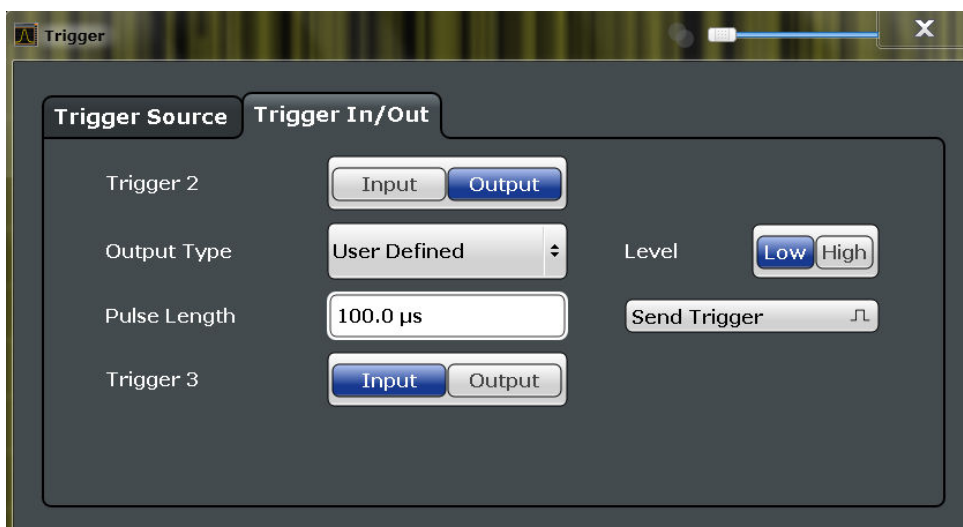 Trigger
X
Trigger Source Trigger In/Out
Trigger 2 Input Output
Output Type User Defined Level Low High
Pulse Length 100.0 µs Send Trigger
Trigger 3 Input Output